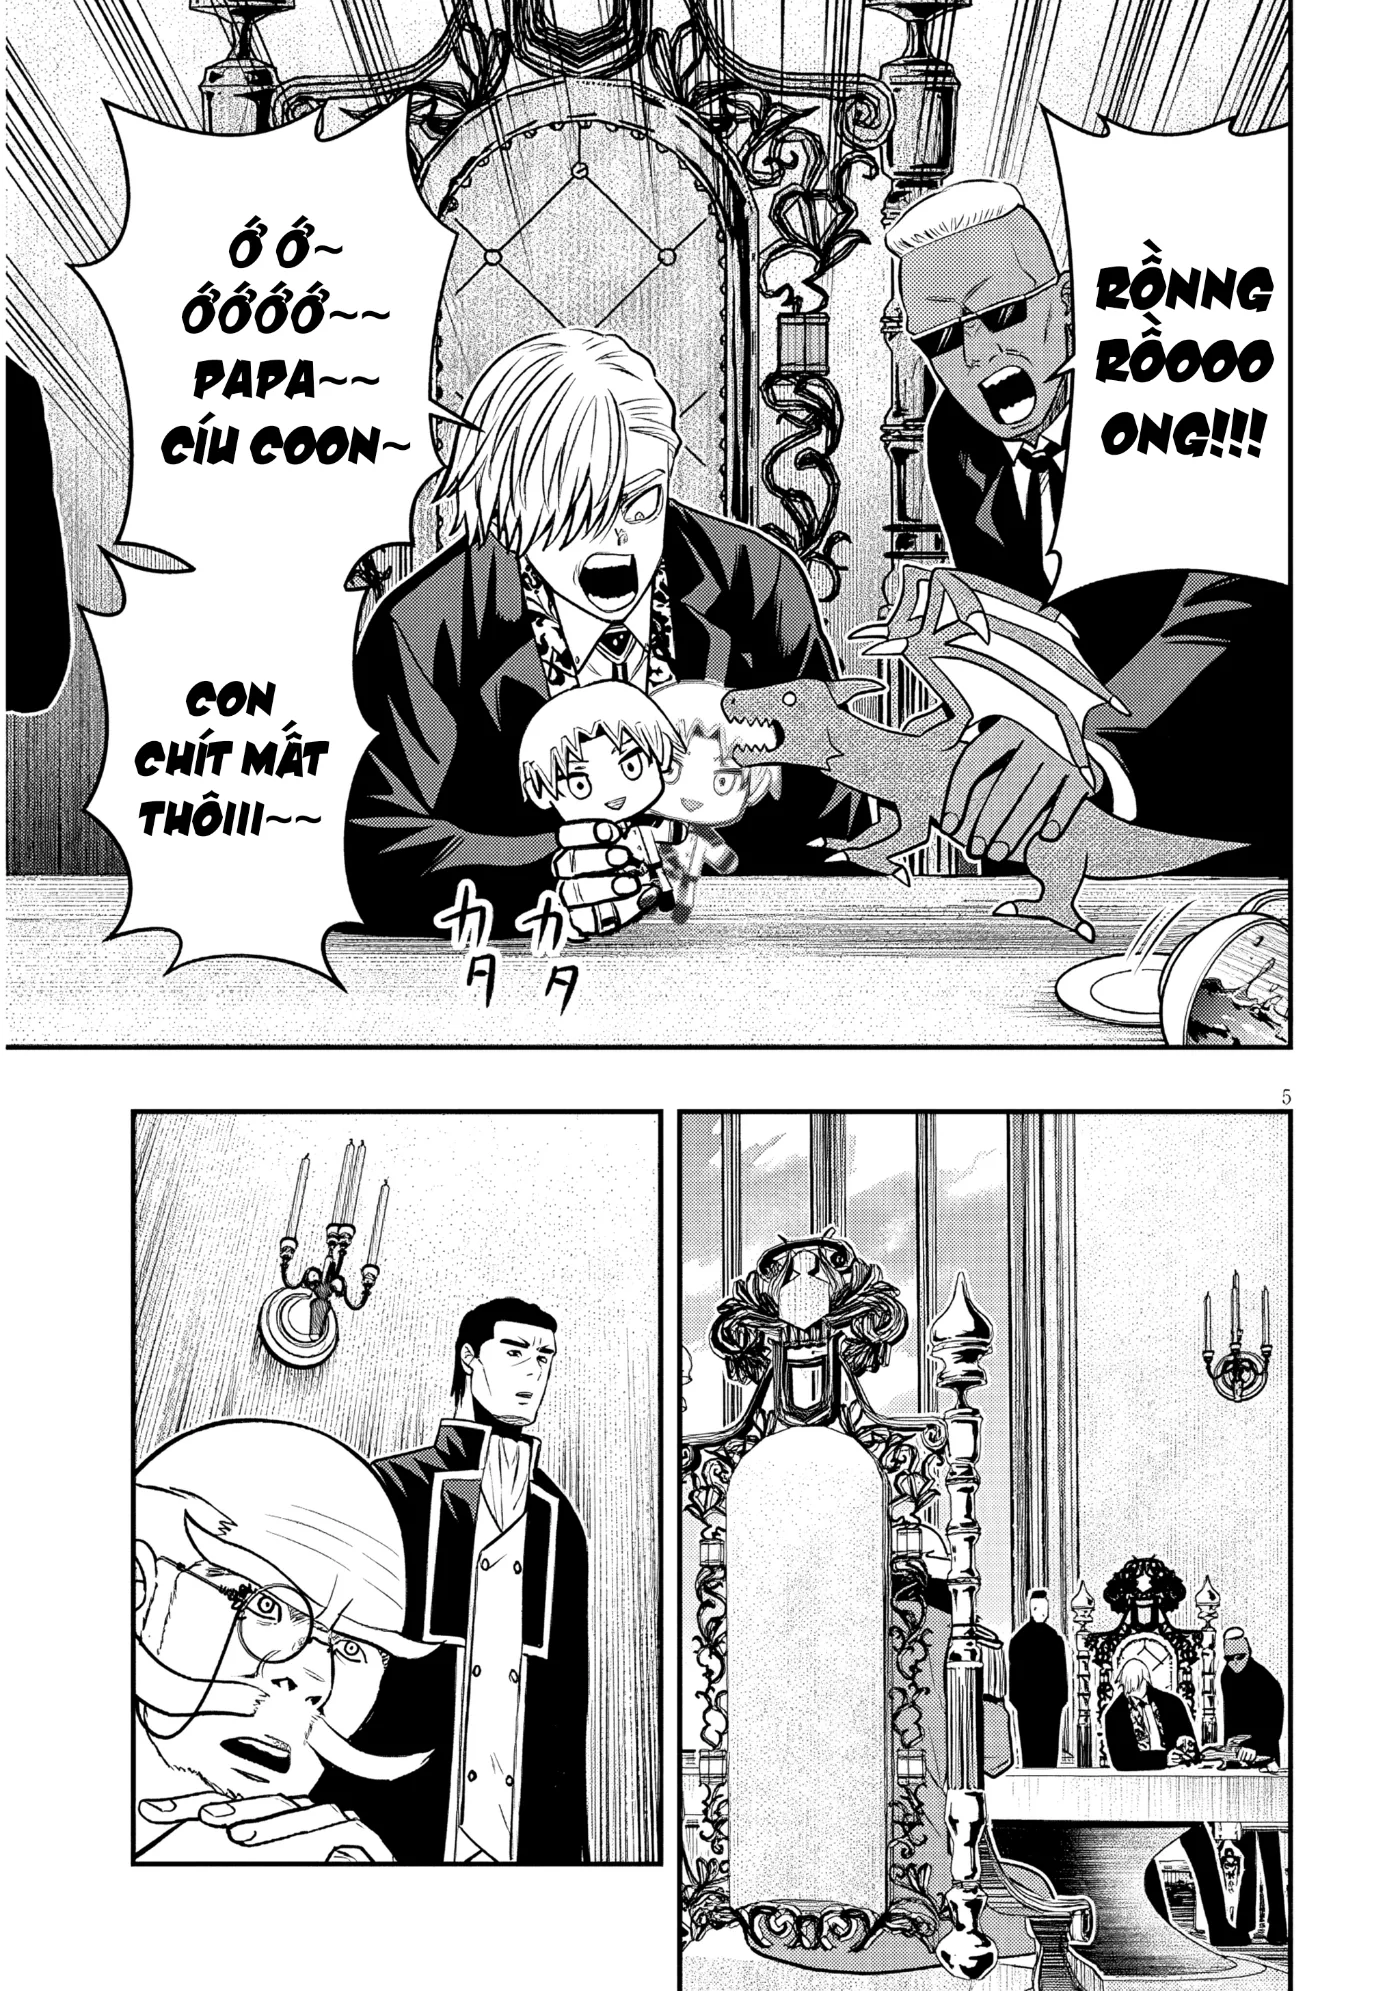 RỒNNG
RỒOOO
ONG!!!
Ớ Ớ~
ỚỚỚỚ~~
PAPA~~
CÍU COON~
CON
CHÍT MẤT
THÔIII~~
カタ
カタ
5